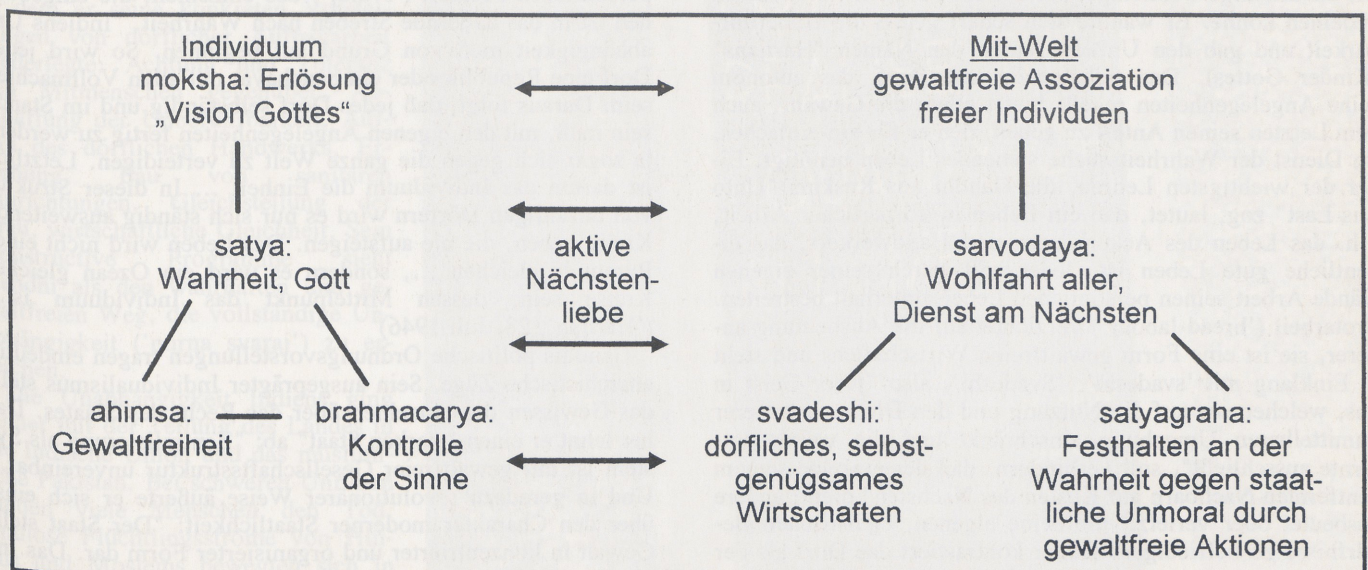 Individuum
moksha: Erlösung
„Vision Gottes“
Mit-Welt
gewaltfreie Assoziation
freier Individuen
satya:
Wahrheit, Gott
aktive
Nächsten-
liebe
sarvodaya:
Wohlfahrt aller,
Dienst am Nächsten
ahimsa:
Gewaltfreiheit
brahmacarya:
Kontrolle
der Sinne
svadeshi:
dörfliches, selbst-
genügsames
Wirtschaften
satyagraha:
Festhalten an der
Wahrheit gegen staat-
liche Unmoral durch
gewaltfreie Aktionen